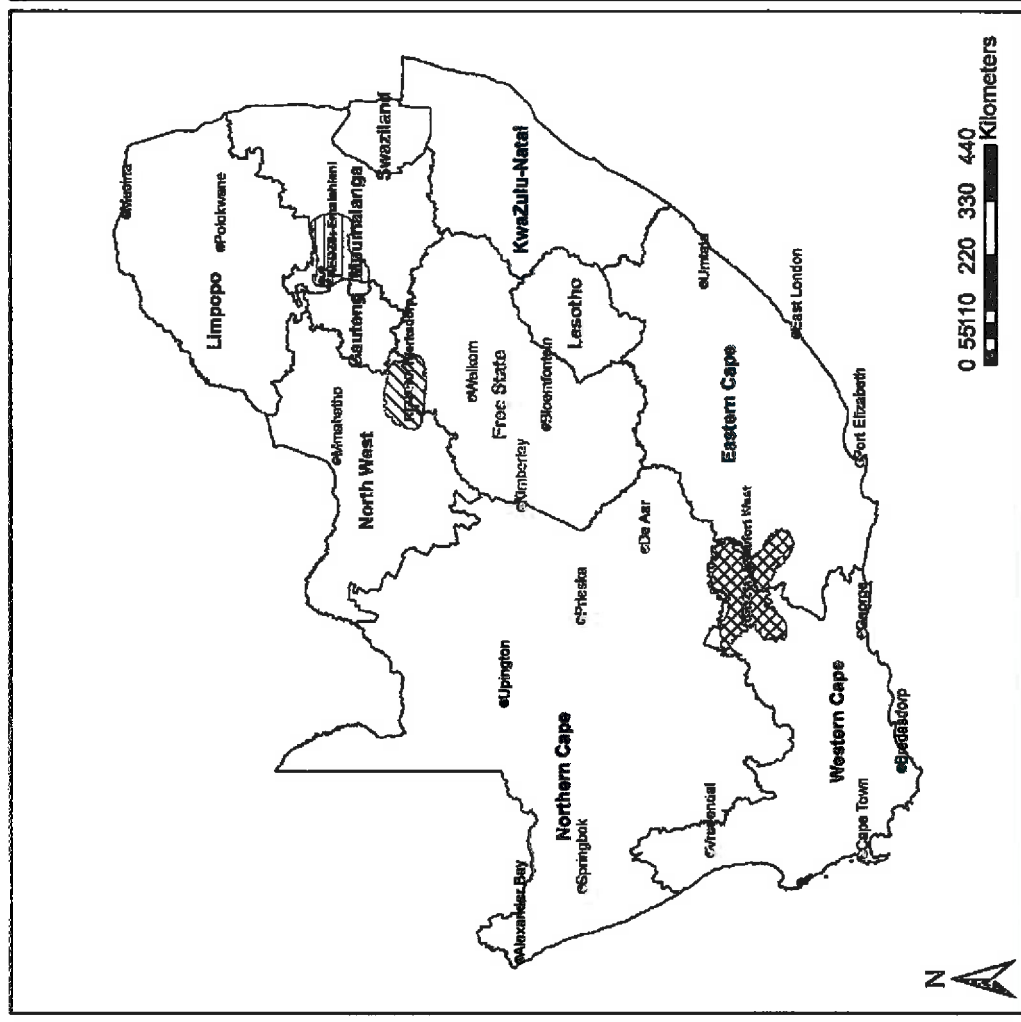 Messina
Polokwane
Limpopo
Mpumalanga
Swaziland
Gauteng
Mmabatho
North West
Welkom
Free State
Bloemfontein
Kimberley
Lesotho
KwaZulu-Natal
Umtata
East London
Eastern Cape
Port Elizabeth
De Aar
Prieska
Upington
Northern Cape
Springbok
Alexander Bay
Vredendal
George
Western Cape
Bredasdorp
Cape Town
N
0 55110 220 330 440
Kilometers